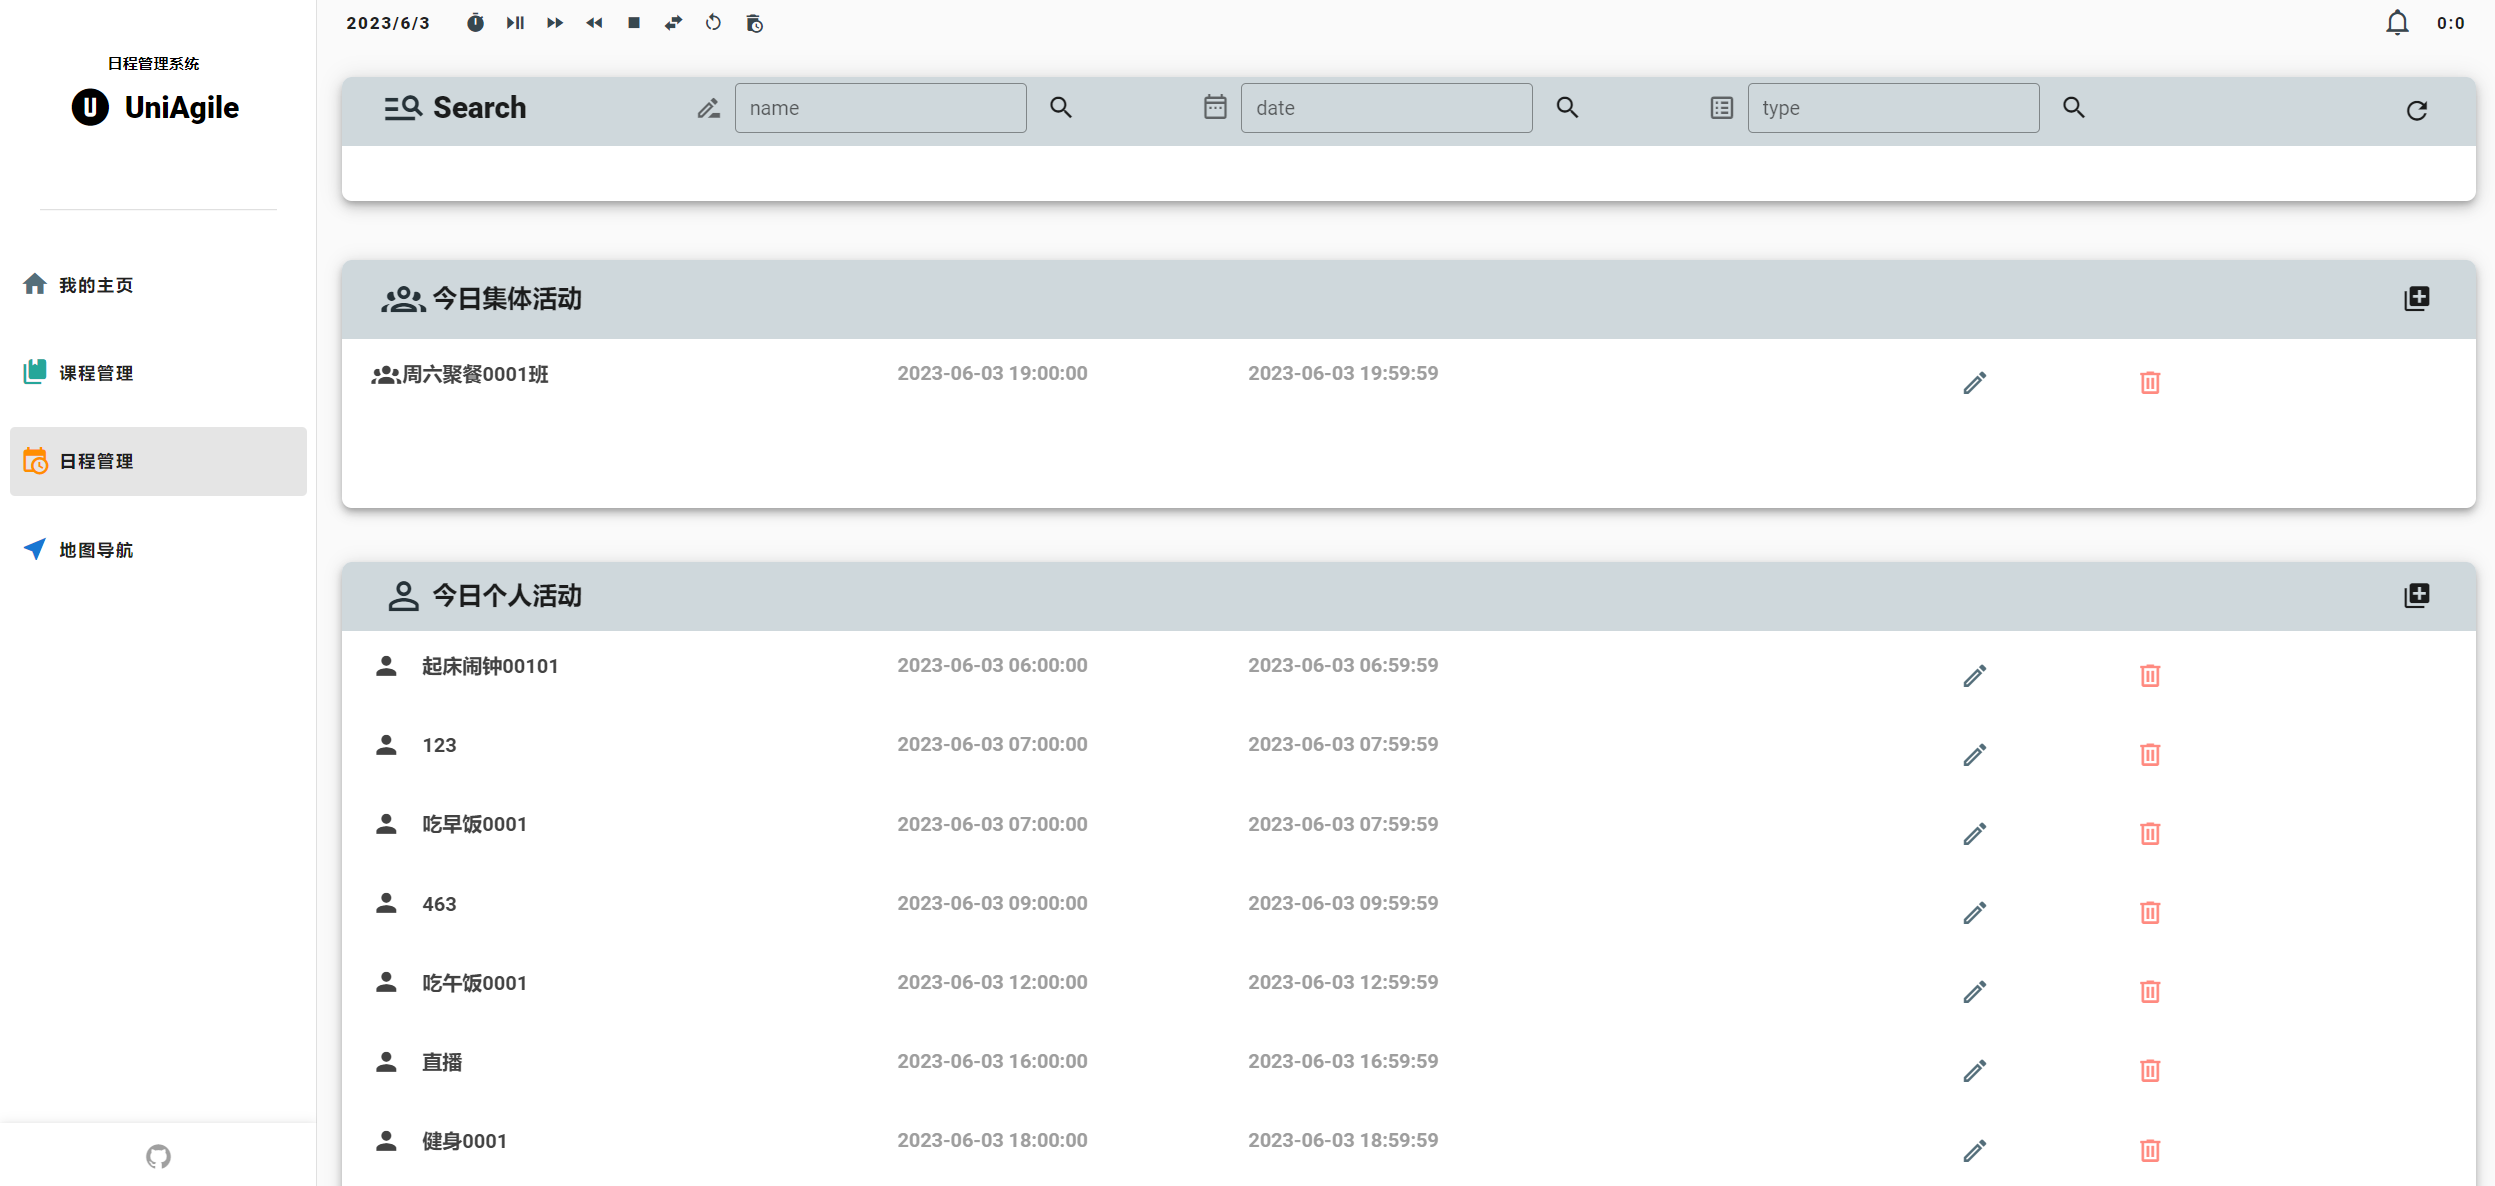 日程管理系统
U UniAgile
我的主页
课程管理
日程管理
地图导航
2023/6/3
0:0
Search name date type
今日集体活动
周六聚餐0001班 2023-06-03 19:00:00 2023-06-03 19:59:59
今日个人活动
起床闹钟00101 2023-06-03 06:00:00 2023-06-03 06:59:59
123 2023-06-03 07:00:00 2023-06-03 07:59:59
吃早饭0001 2023-06-03 07:00:00 2023-06-03 07:59:59
463 2023-06-03 09:00:00 2023-06-03 09:59:59
吃午饭0001 2023-06-03 12:00:00 2023-06-03 12:59:59
直播 2023-06-03 16:00:00 2023-06-03 16:59:59
健身0001 2023-06-03 18:00:00 2023-06-03 18:59:59